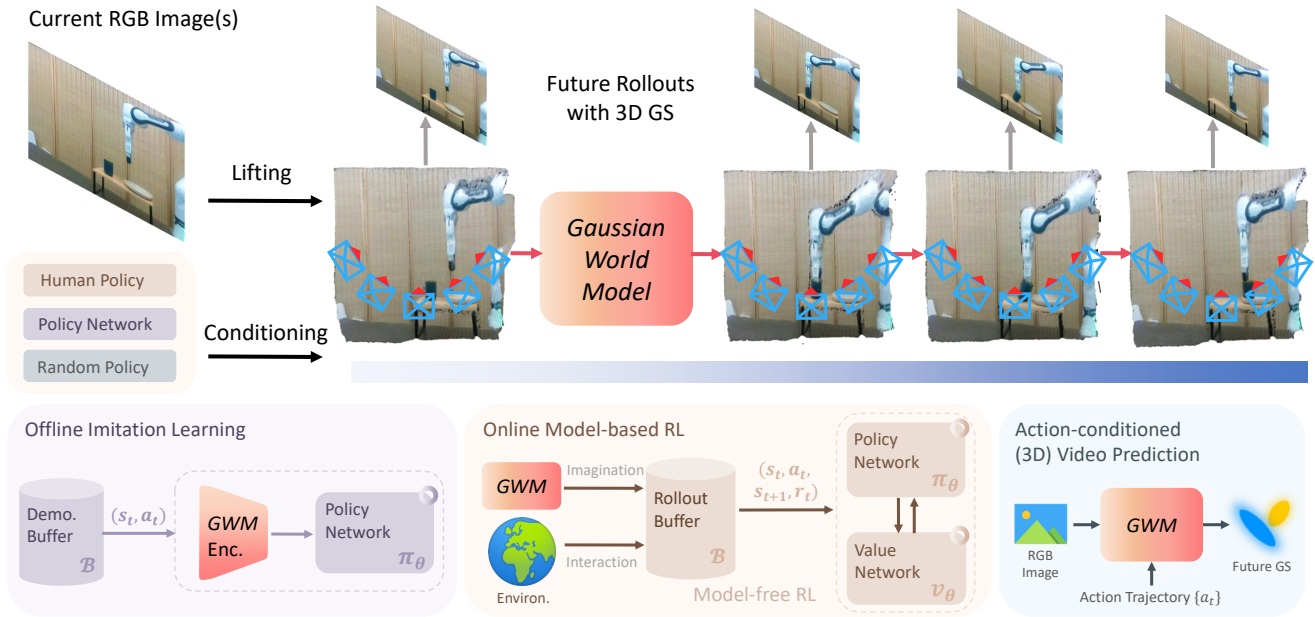 Current RGB Image(s)
Future Rollouts
with 3D GS
Lifting
Gaussian
World
Model
Human Policy
Policy Network
Random Policy
Conditioning
Offline Imitation Learning
Demo.
Buffer
ℬ
(s_t, a_t)
GWM
Enc.
Policy
Network
π_θ
Online Model-based RL
GWM
Imagination
Environ.
Interaction
Rollout
Buffer
ℬ
(s_t, a_t,
s_{t+1}, r_t)
Model-free RL
Policy
Network
π_θ
Value
Network
v_θ
Action-conditioned
(3D) Video Prediction
RGB
Image
GWM
Future GS
Action Trajectory {a_t}